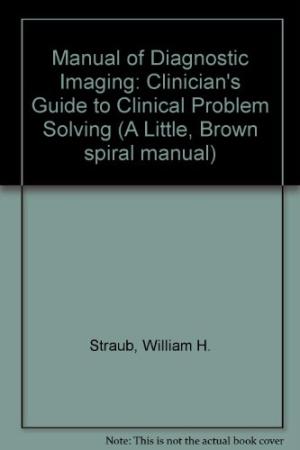 Manual of Diagnostic
Imaging: Clinician's
Guide to Clinical Problem
Solving (A Little, Brown
spiral manual)
Straub, William H.
Note: This is not the actual book cover